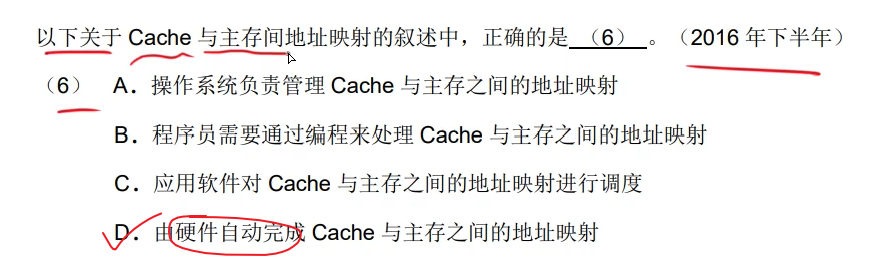 以下关于 Cache 与主存间地址映射的叙述中，正确的是 （6） 。（2016 年下半年）
（6） A．操作系统负责管理 Cache 与主存之间的地址映射
B．程序员需要通过编程来处理 Cache 与主存之间的地址映射
C．应用软件对 Cache 与主存之间的地址映射进行调度
D．由硬件自动完成 Cache 与主存之间的地址映射